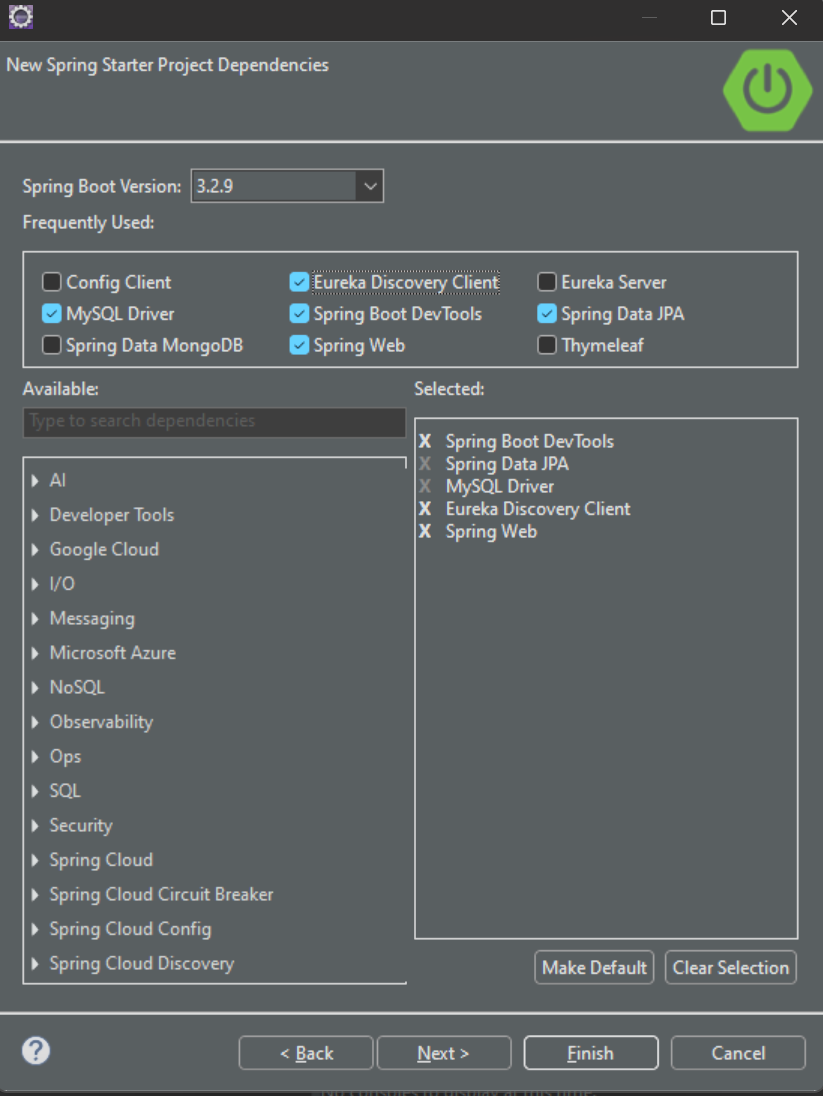 New Spring Starter Project Dependencies
Spring Boot Version: 3.2.9
Frequently Used:
Config Client Eureka Discovery Client Eureka Server
MySQL Driver Spring Boot DevTools Spring Data JPA
Spring Data MongoDB Spring Web Thymeleaf
Available:
Type to search dependencies
AI
Developer Tools
Google Cloud
I/O
Messaging
Microsoft Azure
NoSQL
Observability
Ops
SQL
Security
Spring Cloud
Spring Cloud Circuit Breaker
Spring Cloud Config
Spring Cloud Discovery
Selected:
X Spring Boot DevTools
X Spring Data JPA
X MySQL Driver
X Eureka Discovery Client
X Spring Web
Make Default Clear Selection
? < Back Next > Finish Cancel